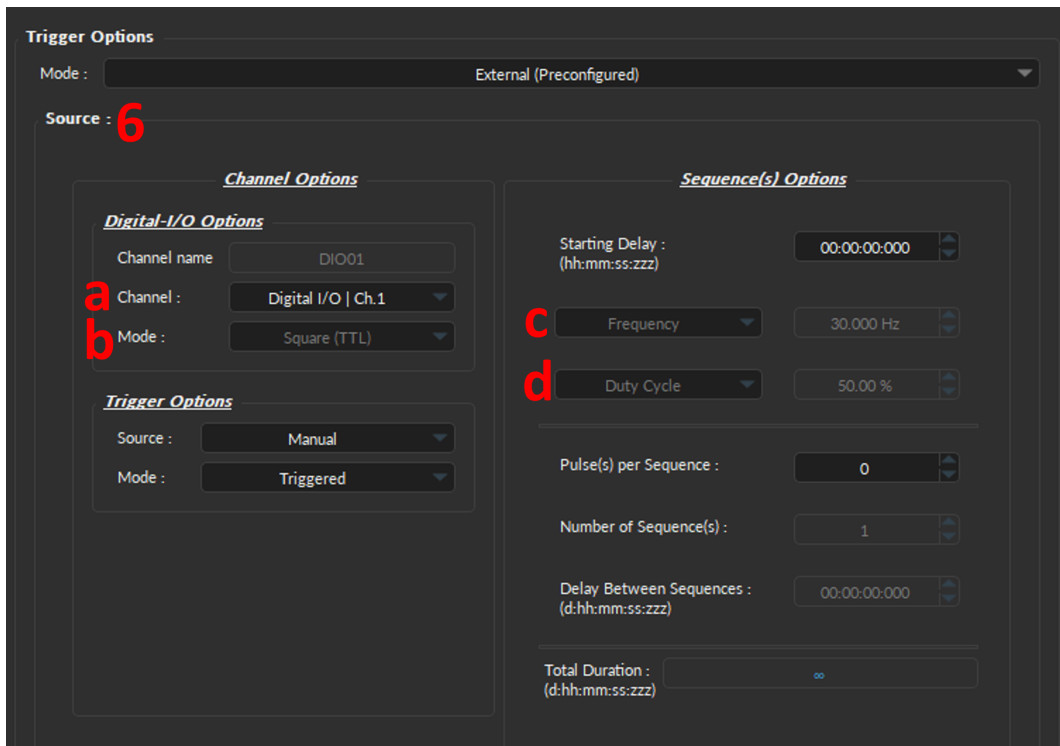 Trigger Options
Mode : External (Preconfigured)
Source : 6
Channel Options
Digital-I/O Options
Channel name DIO01
a Channel : Digital I/O | Ch.1
b Mode : Square (TTL)
Trigger Options
Source : Manual
Mode : Triggered
Sequence(s) Options
Starting Delay : 00:00:00:000
(hh:mm:ss:zzz)
c Frequency 30.000 Hz
d Duty Cycle 50.00 %
Pulse(s) per Sequence : 0
Number of Sequence(s) : 1
Delay Between Sequences : 00:00:00:000
(d:hh:mm:ss:zzz)
Total Duration : ∞
(d:hh:mm:ss:zzz)